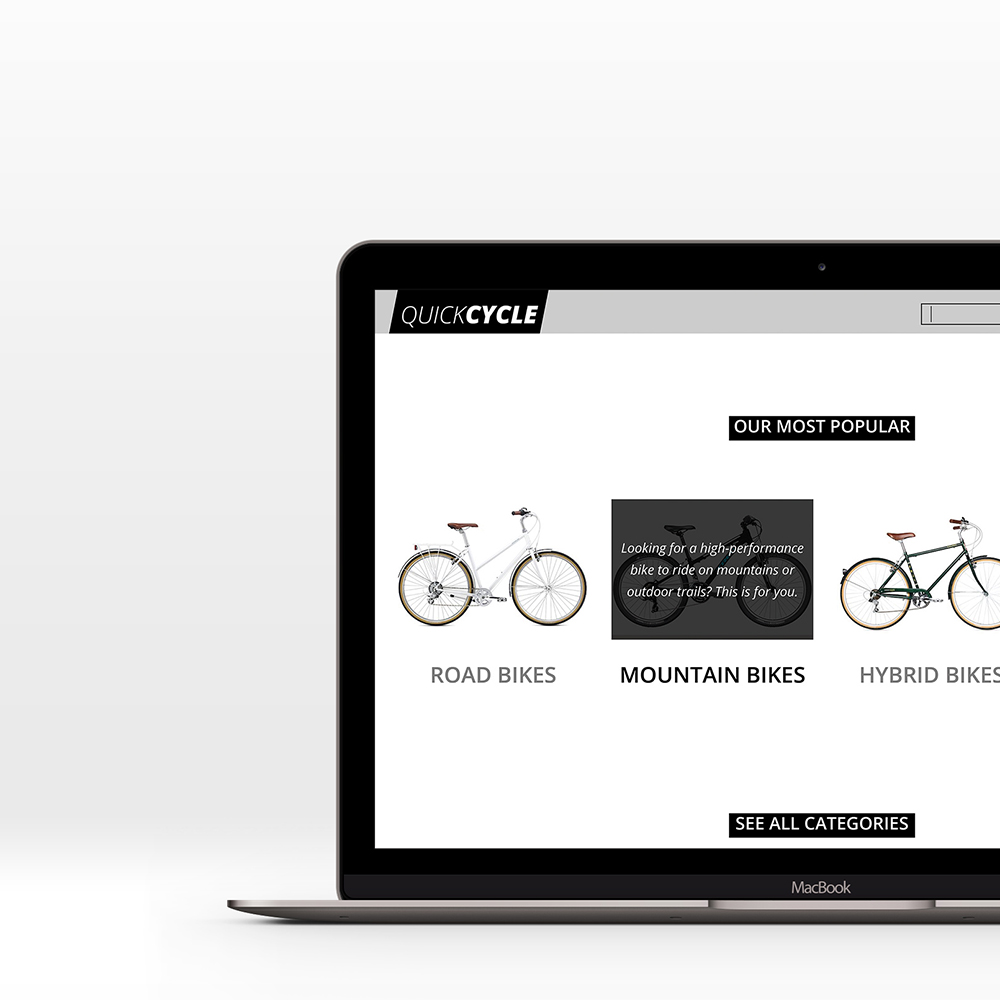 QUICKCYCLE
OUR MOST POPULAR
Looking for a high-performance
bike to ride on mountains or
outdoor trails? This is for you.
ROAD BIKES
MOUNTAIN BIKES
HYBRID BIKES
SEE ALL CATEGORIES
MacBook